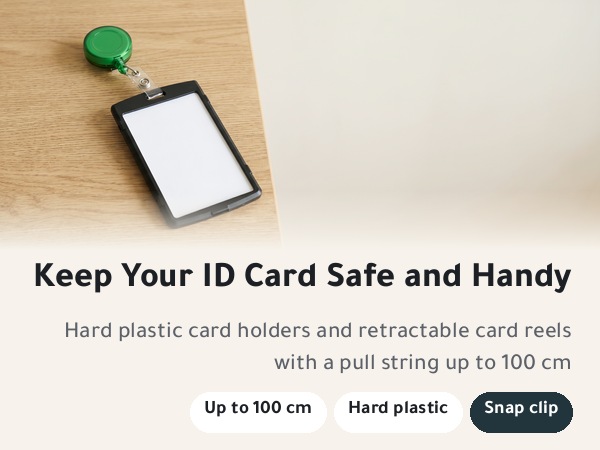 Keep Your ID Card Safe and Handy
Hard plastic card holders and retractable card reels
with a pull string up to 100 cm
Up to 100 cm
Hard plastic
Snap clip